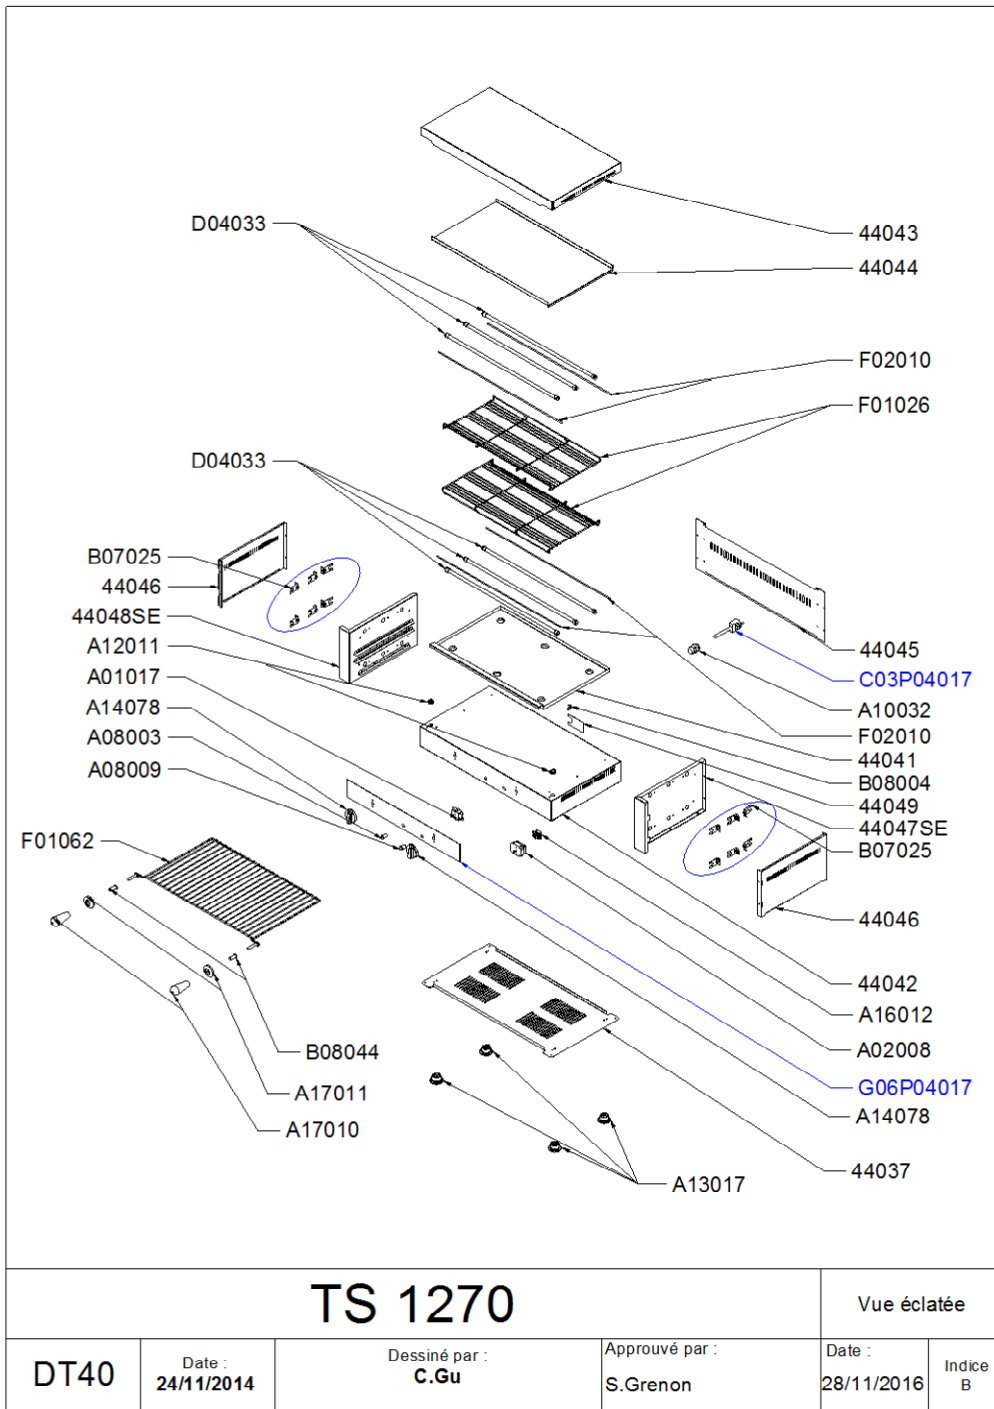 D04033
44043
44044
F02010
F01026
D04033
B07025
44046
44048SE
A12011
A01017
A14078
A08003
A08009
F01062
44045
C03P04017
A10032
F02010
44041
B08004
44049
44047SE
B07025
44046
44042
A16012
A02008
G06P04017
A14078
44037
B08044
A17011
A17010
A13017
TS 1270
Vue éclatée
DT40
Date :
24/11/2014
Dessiné par :
C.Gu
Approuvé par :
S.Grenon
Date :
28/11/2016
Indice
B